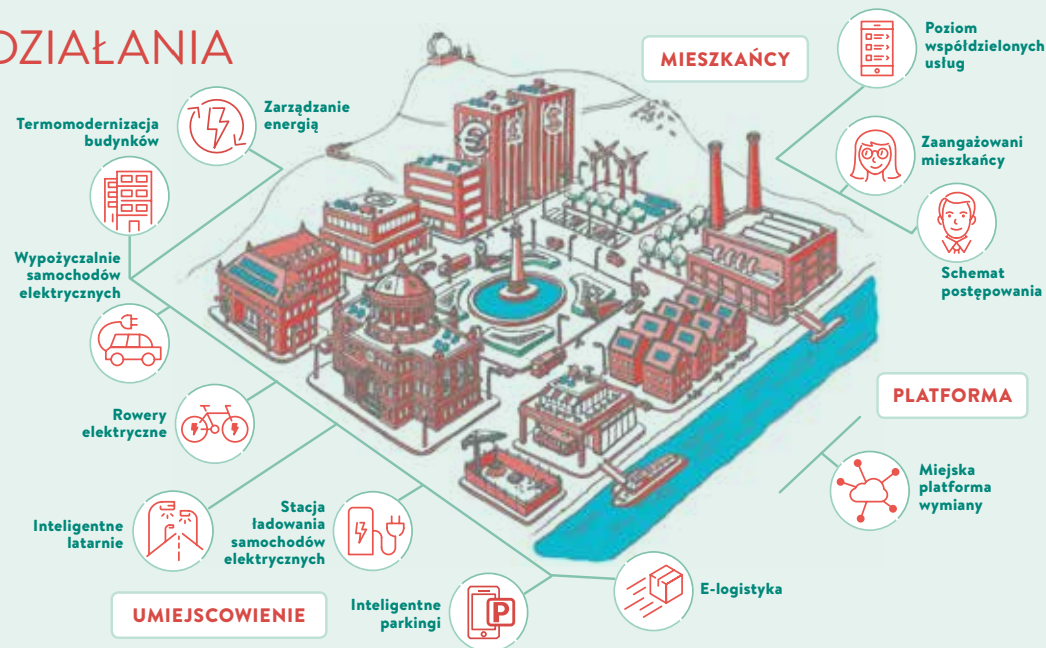 DZIAŁANIA
MIESZKAŃCY
Poziom
współdzielonych
usług
Zaangażowani
mieszkańcy
Schemat
postępowania
Zarządzanie
energią
Termomodernizacja
budynków
Wypożyczalnie
samochodów
elektrycznych
Rowery
elektryczne
Inteligentne
latarnie
Stacja
ładowania
samochodów
elektrycznych
UMIEJSCOWIENIE
Inteligentne
parkingi
P
E-logistyka
PLATFORMA
Miejska
platforma
wymiany